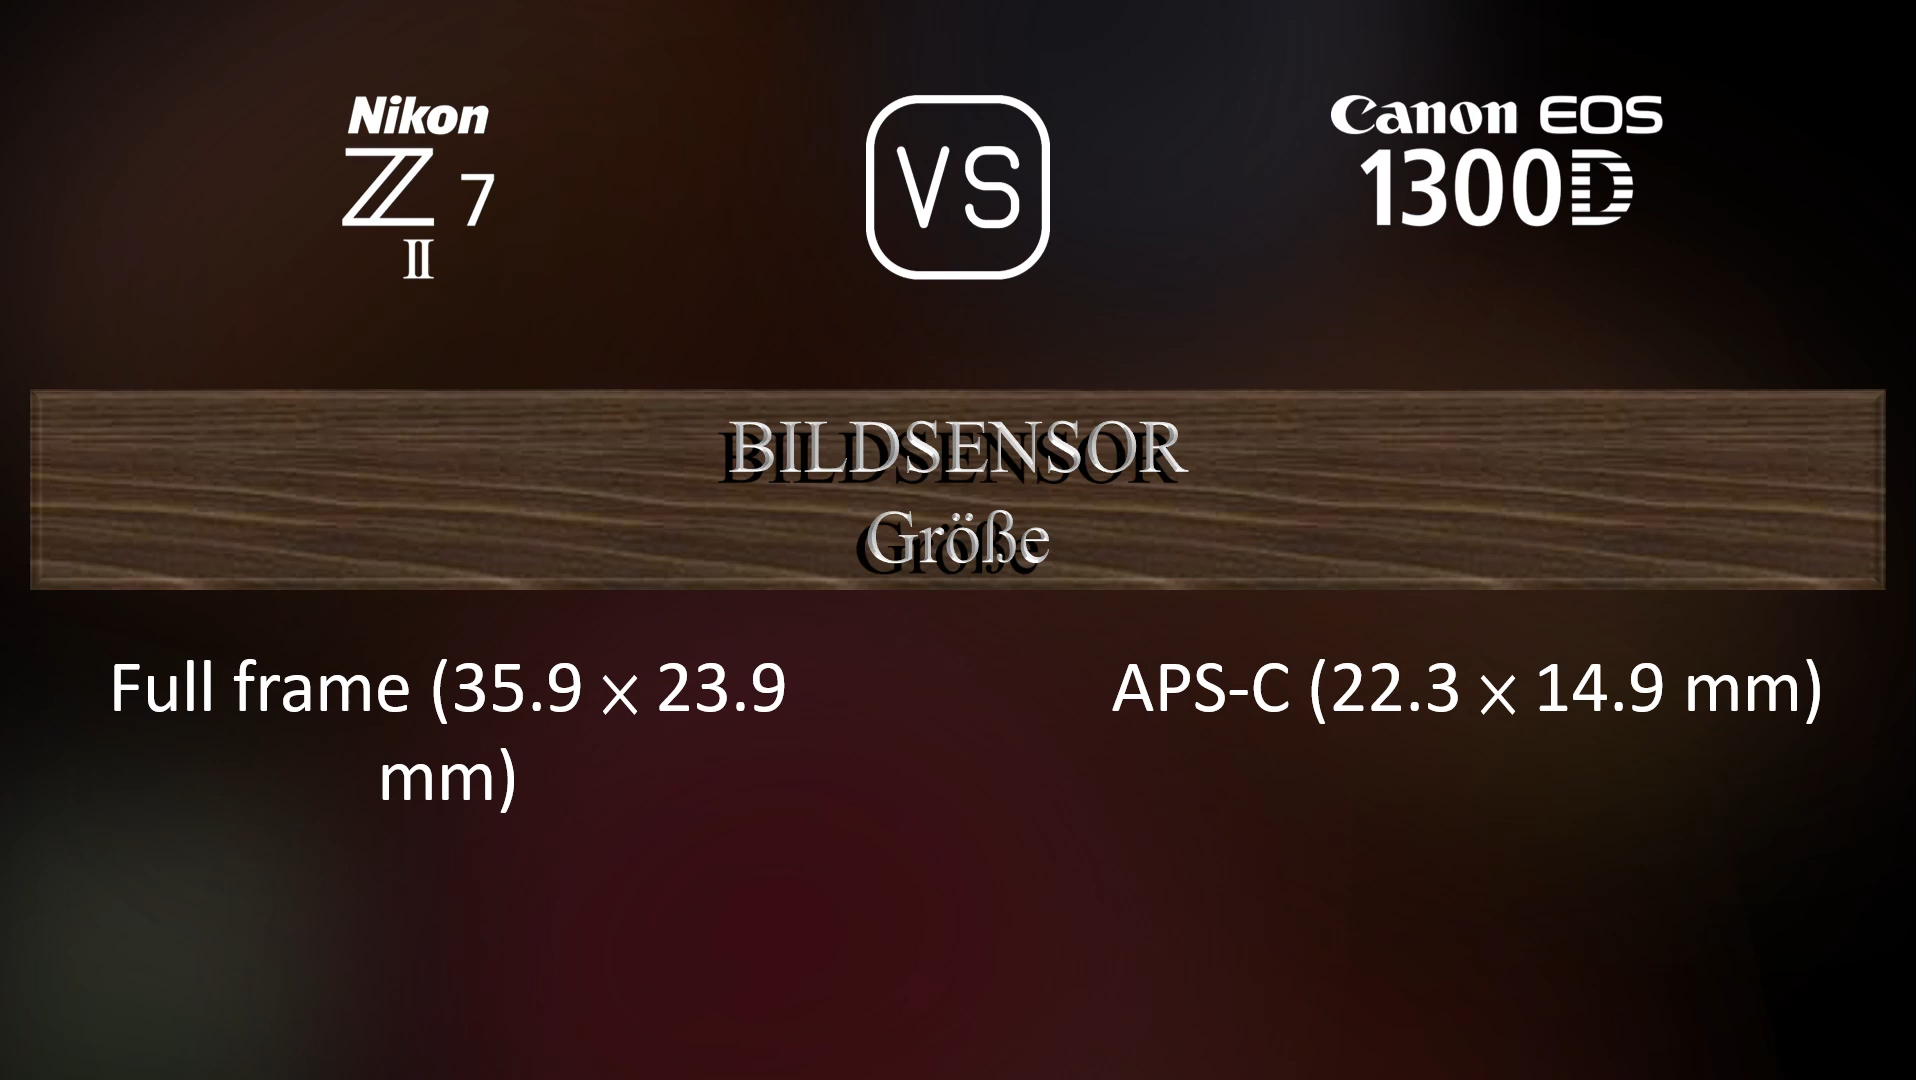 Nikon
Z 7
II
VS
Canon EOS
1300D
BILDSENSOR
Größe
Full frame (35.9 x 23.9
mm)
APS-C (22.3 x 14.9 mm)